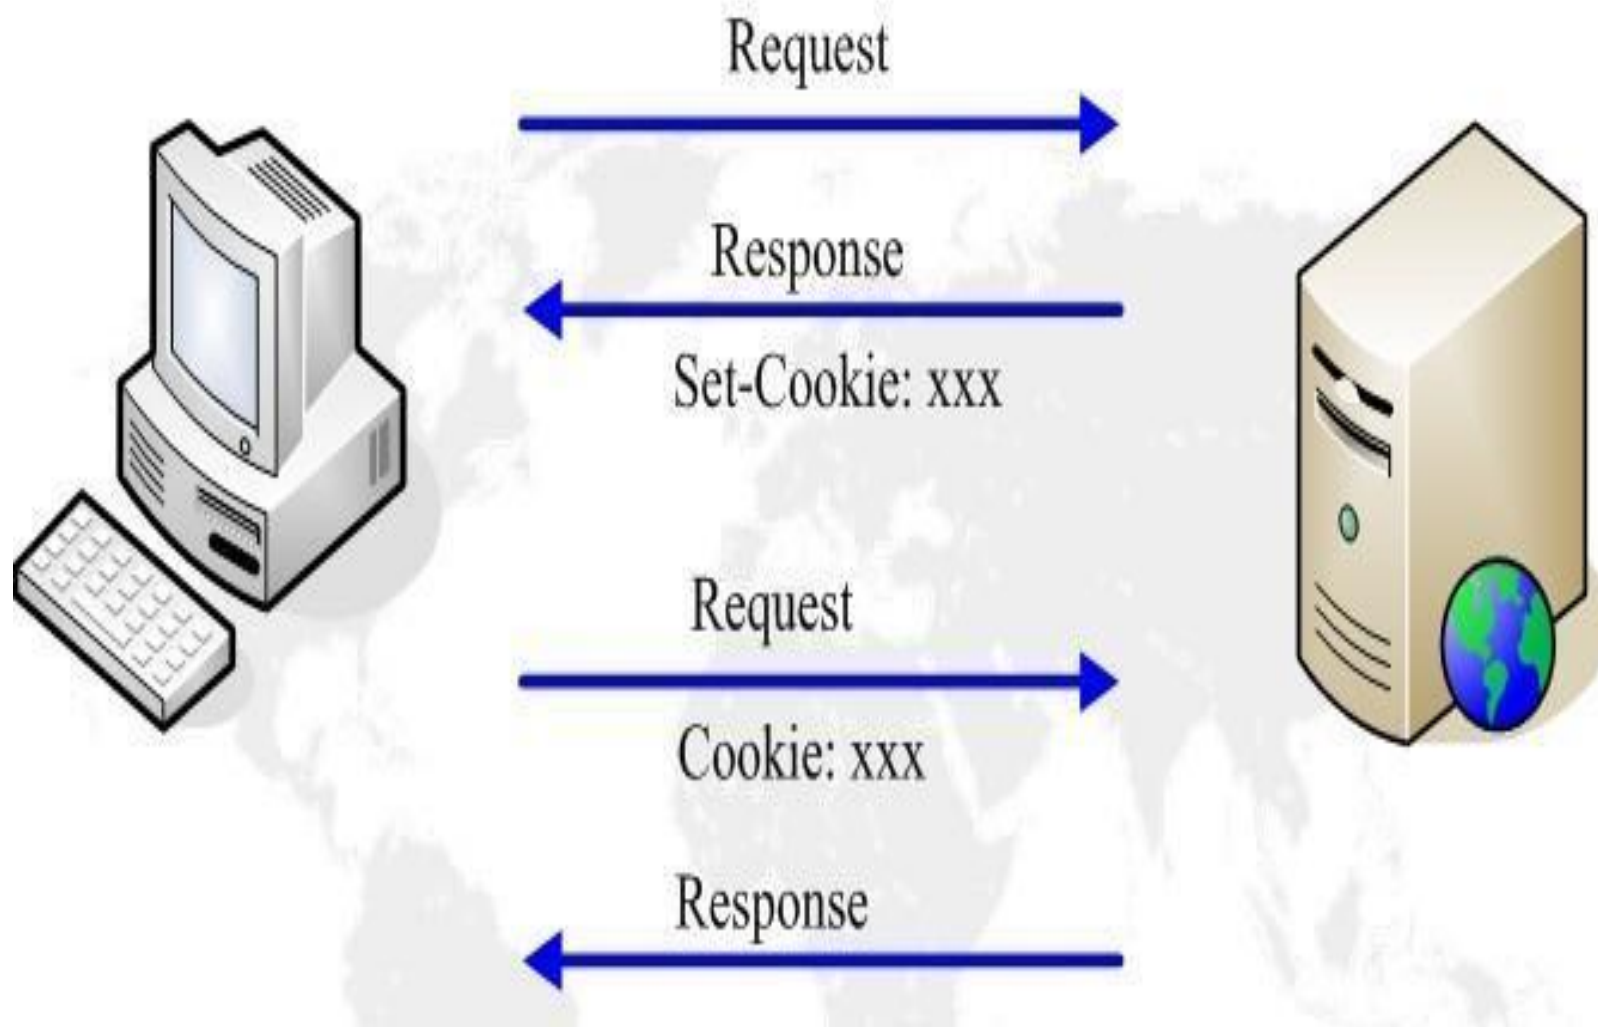 Request
Response
Set-Cookie: xxx
Request
Cookie: xxx
Response